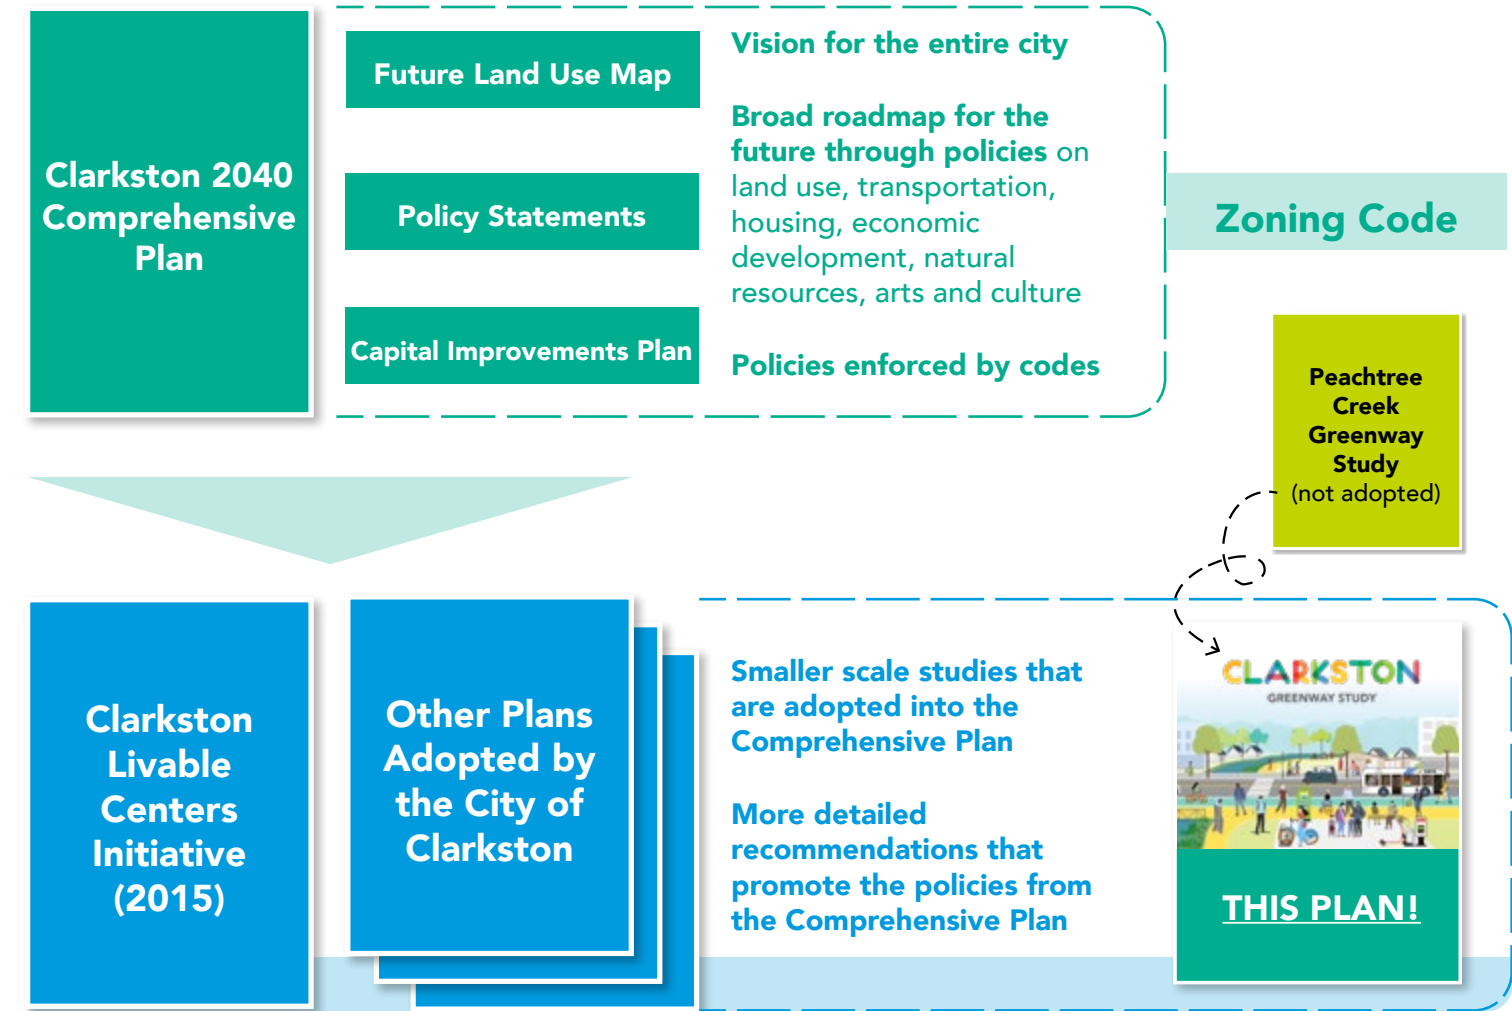 Clarkston 2040
Comprehensive
Plan
Future Land Use Map
Policy Statements
Capital Improvements Plan
Vision for the entire city
Broad roadmap for the
future through policies on
land use, transportation,
housing, economic
development, natural
resources, arts and culture
Policies enforced by codes
Zoning Code
Peachtree
Creek
Greenway
Study
(not adopted)
Clarkston
Livable
Centers
Initiative
(2015)
Other Plans
Adopted by
the City of
Clarkston
Smaller scale studies that
are adopted into the
Comprehensive Plan
More detailed
recommendations that
promote the policies from
the Comprehensive Plan
CLARKSTON
GREENWAY STUDY
THIS PLAN!